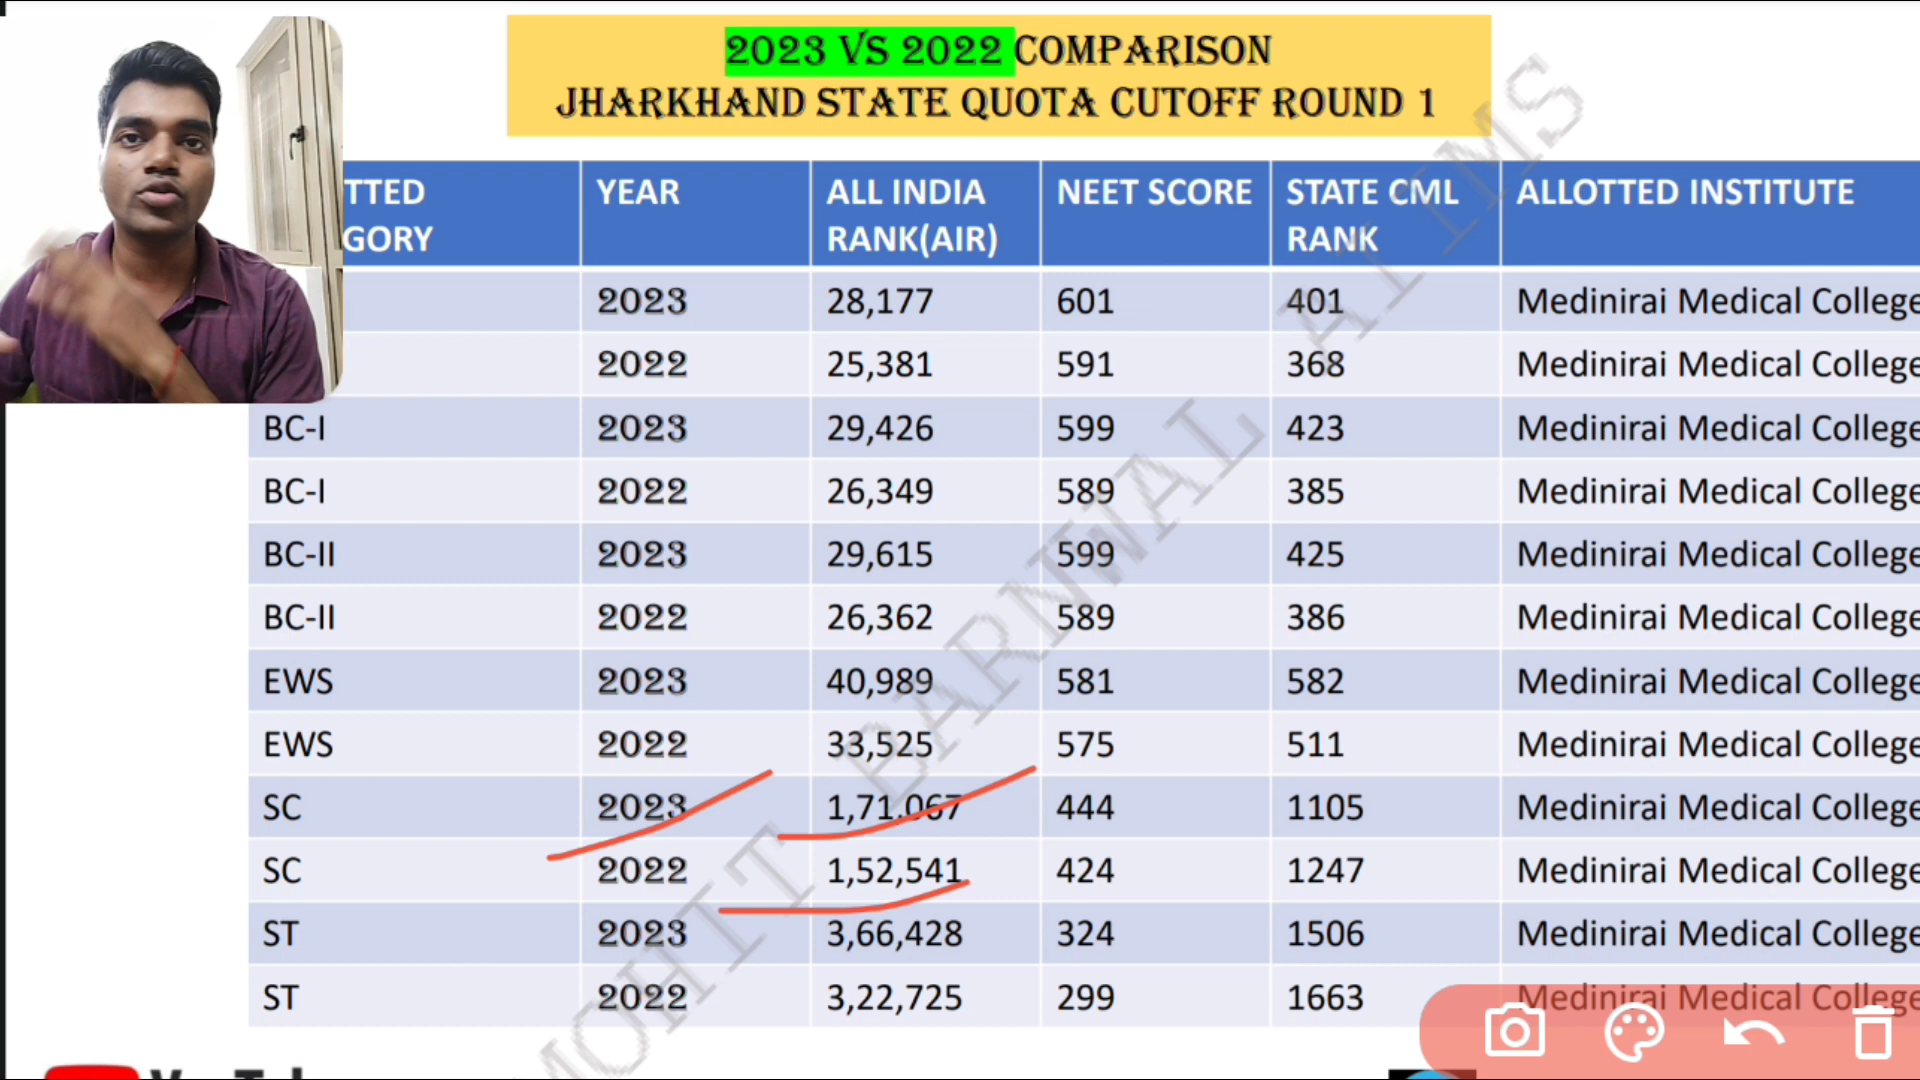 2023 VS 2022 COMPARISON
JHARKHAND STATE QUOTA CUTOFF ROUND 1
TTED GORY YEAR ALL INDIA RANK(AIR) NEET SCORE STATE CML RANK ALLOTTED INSTITUTE
2023 28,177 601 401 Medinirai Medical College
2022 25,381 591 368 Medinirai Medical College
BC-I 2023 29,426 599 423 Medinirai Medical College
BC-I 2022 26,349 589 385 Medinirai Medical College
BC-II 2023 29,615 599 425 Medinirai Medical College
BC-II 2022 26,362 589 386 Medinirai Medical College
EWS 2023 40,989 581 582 Medinirai Medical College
EWS 2022 33,525 575 511 Medinirai Medical College
SC 2023 1,71,067 444 1105 Medinirai Medical College
SC 2022 1,52,541 424 1247 Medinirai Medical College
ST 2023 3,66,428 324 1506 Medinirai Medical College
ST 2022 3,22,725 299 1663 Medinirai Medical College
MOHIT BARNWAL AIIMS